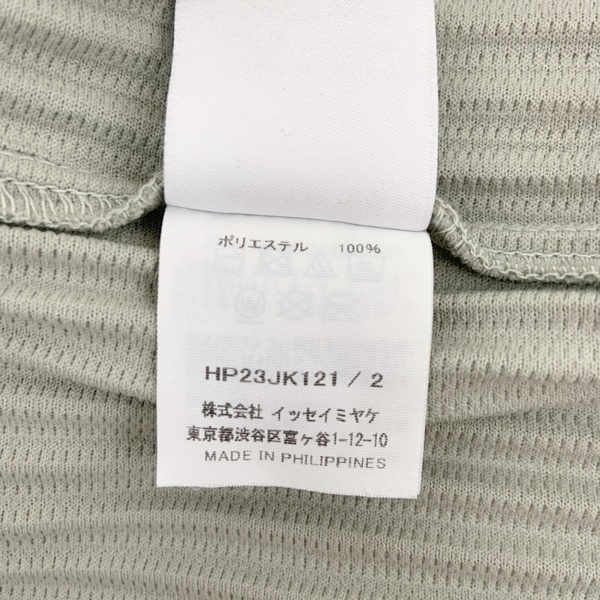 ポリエステル 100%
HP23JK121 / 2
株式会社 イッセイミヤケ
東京都渋谷区富ヶ谷1-12-10
MADE IN PHILIPPINES